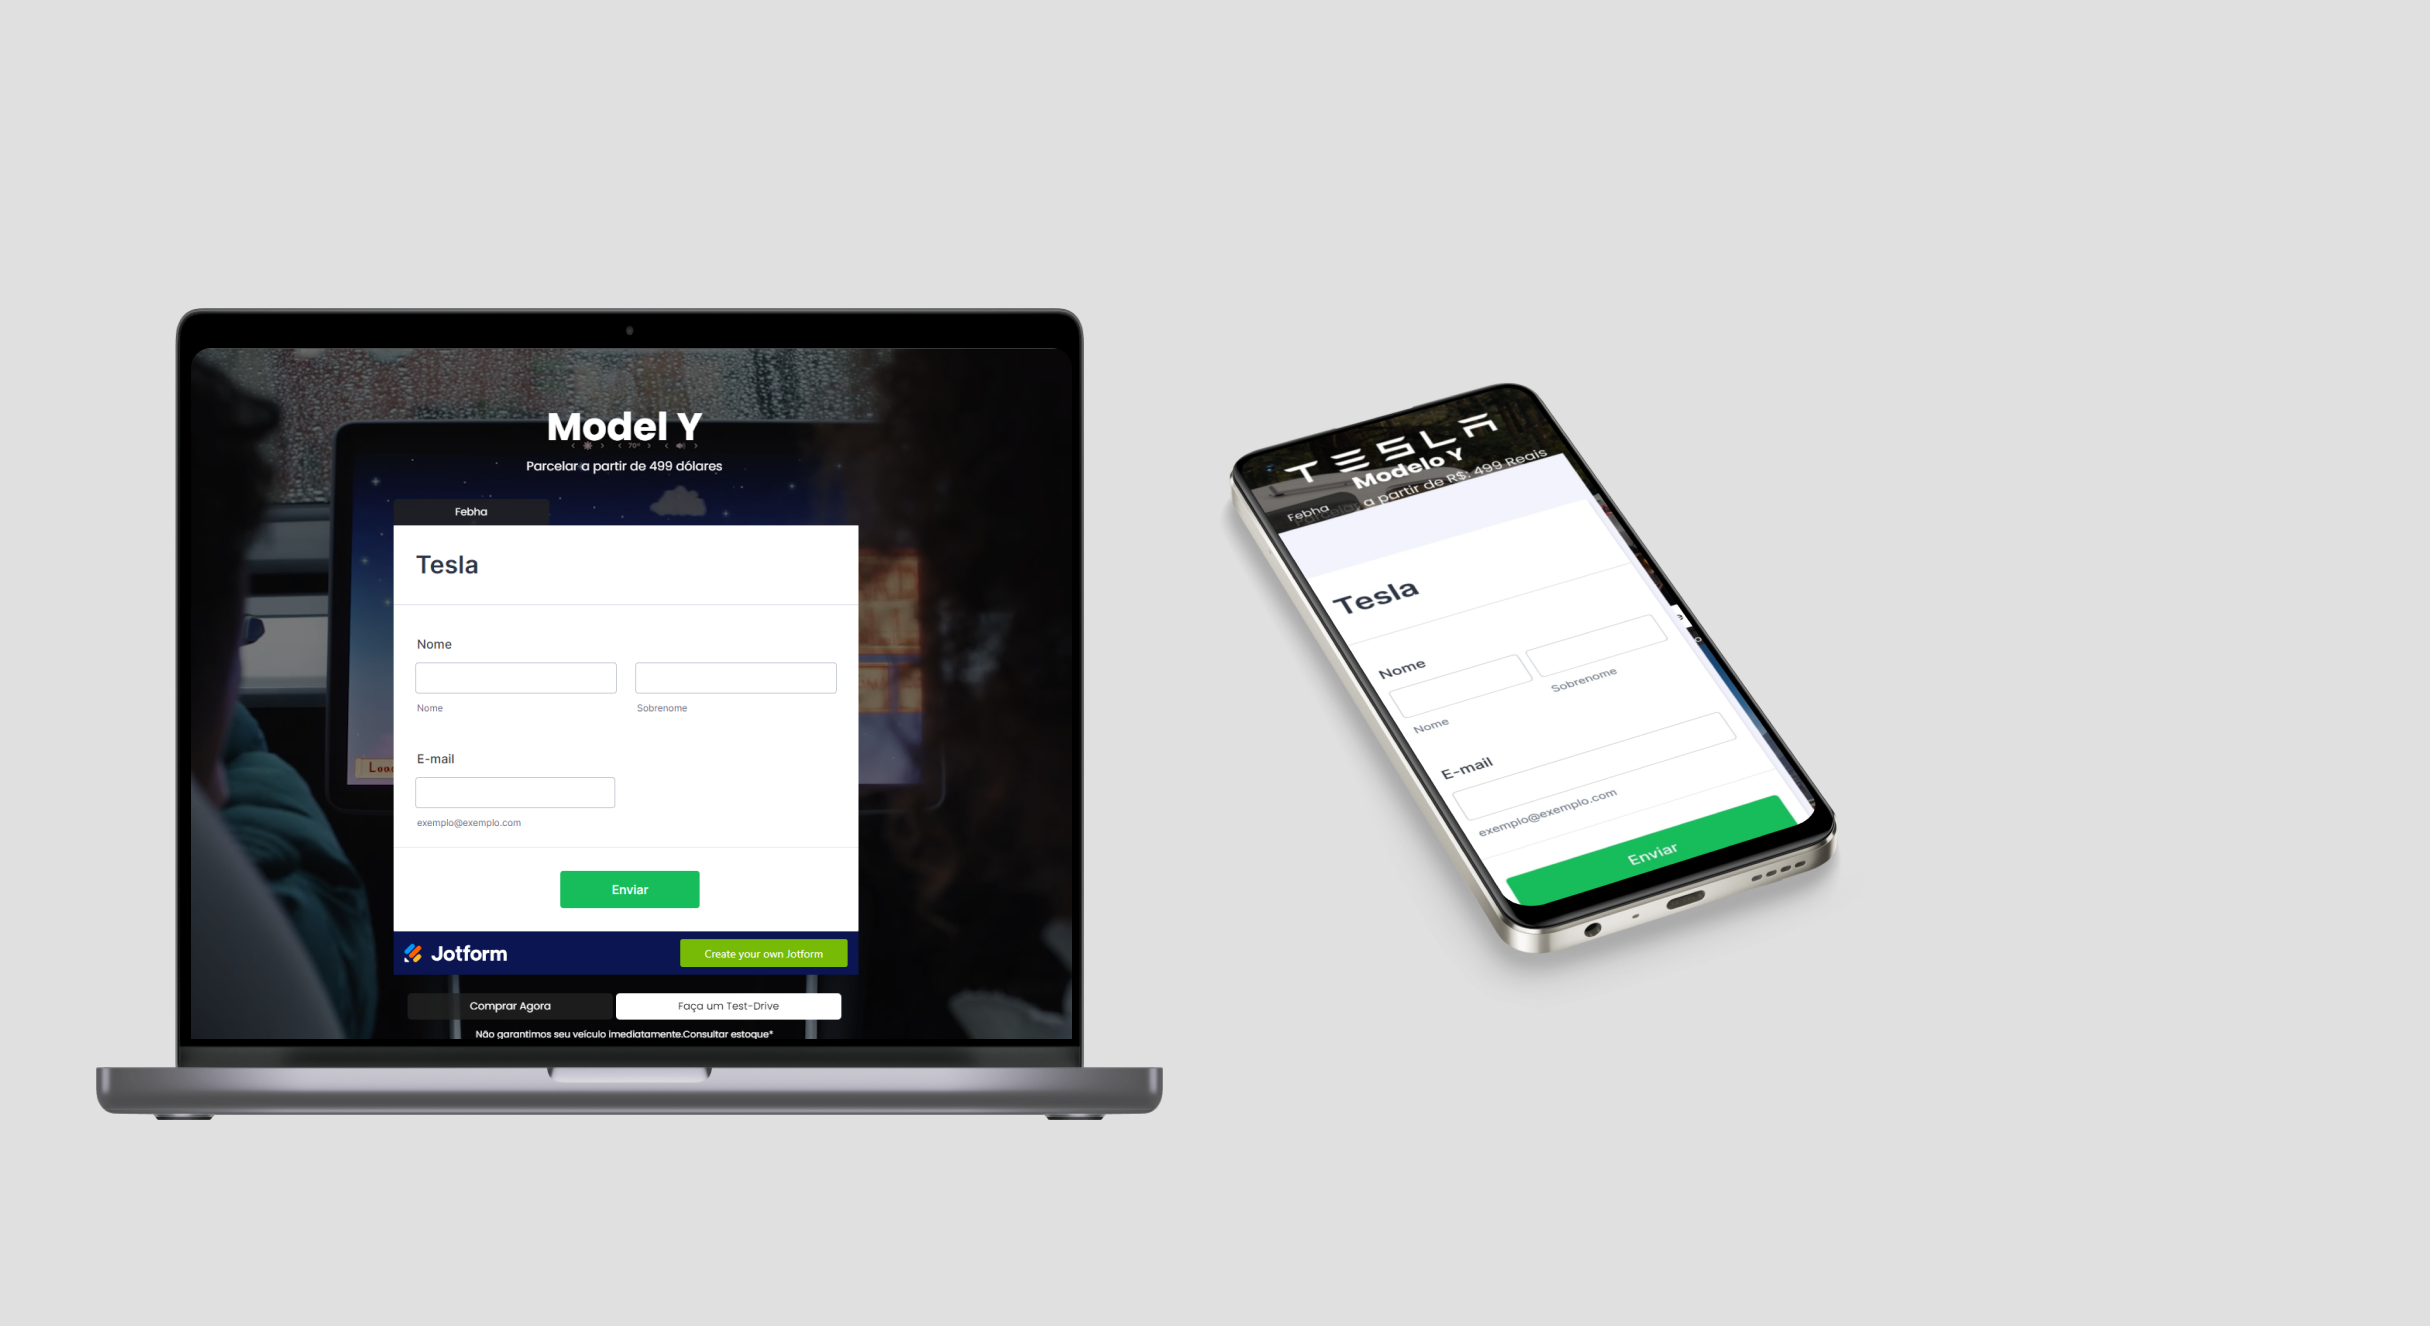 Model Y
70°
Parcelar a partir de 499 dólares
Febha
Tesla
Nome
Nome
Sobrenome
E-mail
exemplo@exemplo.com
Enviar
Jotform
Create your own Jotform
Comprar Agora
Faça um Test-Drive
Não garantimos seu veículo imediatamente.Consultar estoque*
TESLA
Modelo Y
a partir de R$: 499 Reais
Febha
Tesla
Nome
Nome
Sobrenome
E-mail
exemplo@exemplo.com
Enviar